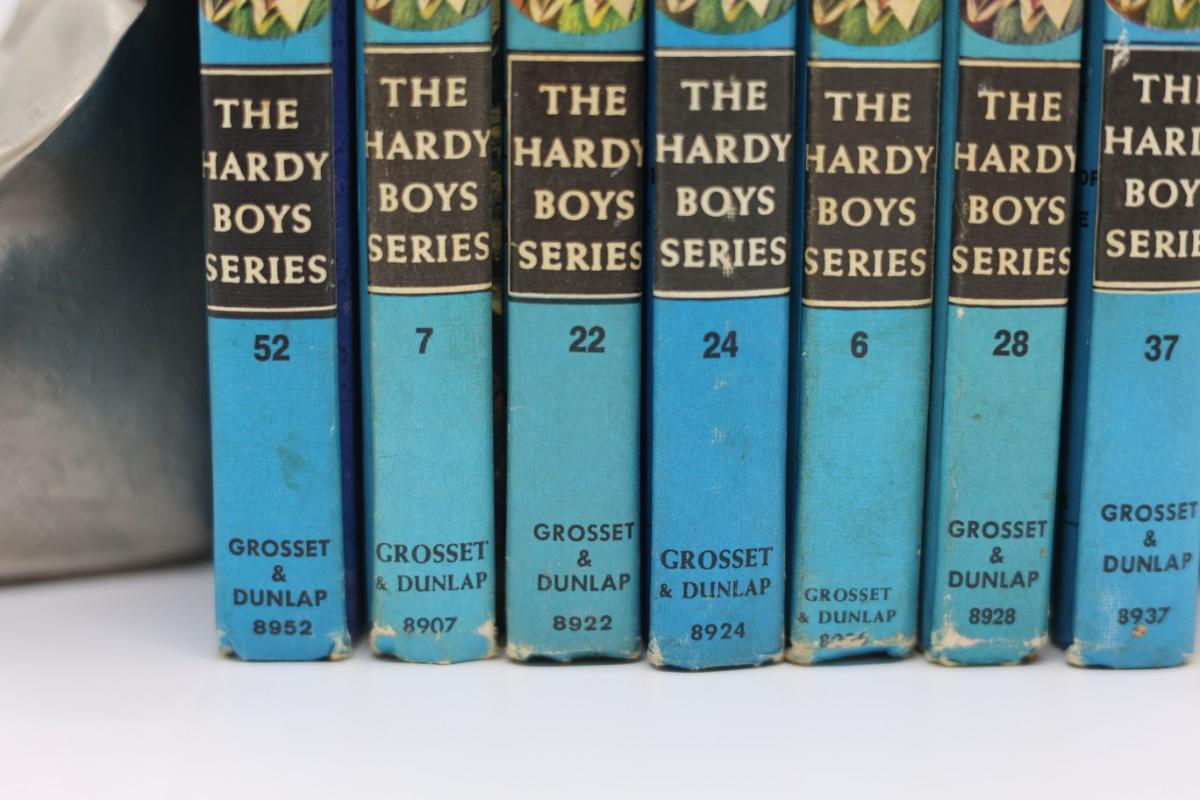 THE
HARDY
BOYS
SERIES
52
GROSSET
&
DUNLAP
8952
THE
HARDY
BOYS
SERIES
7
GROSSET
& DUNLAP
8907
THE
HARDY
BOYS
SERIES
22
GROSSET
&
DUNLAP
8922
THE
HARDY
BOYS
SERIES
24
GROSSET
& DUNLAP
8924
THE
HARDY
BOYS
SERIES
6
GROSSET
& DUNLAP
THE
HARDY
BOYS
SERIES
28
GROSSET
&
DUNLAP
8928
37
GROSSET
&
DUNLAP
8937